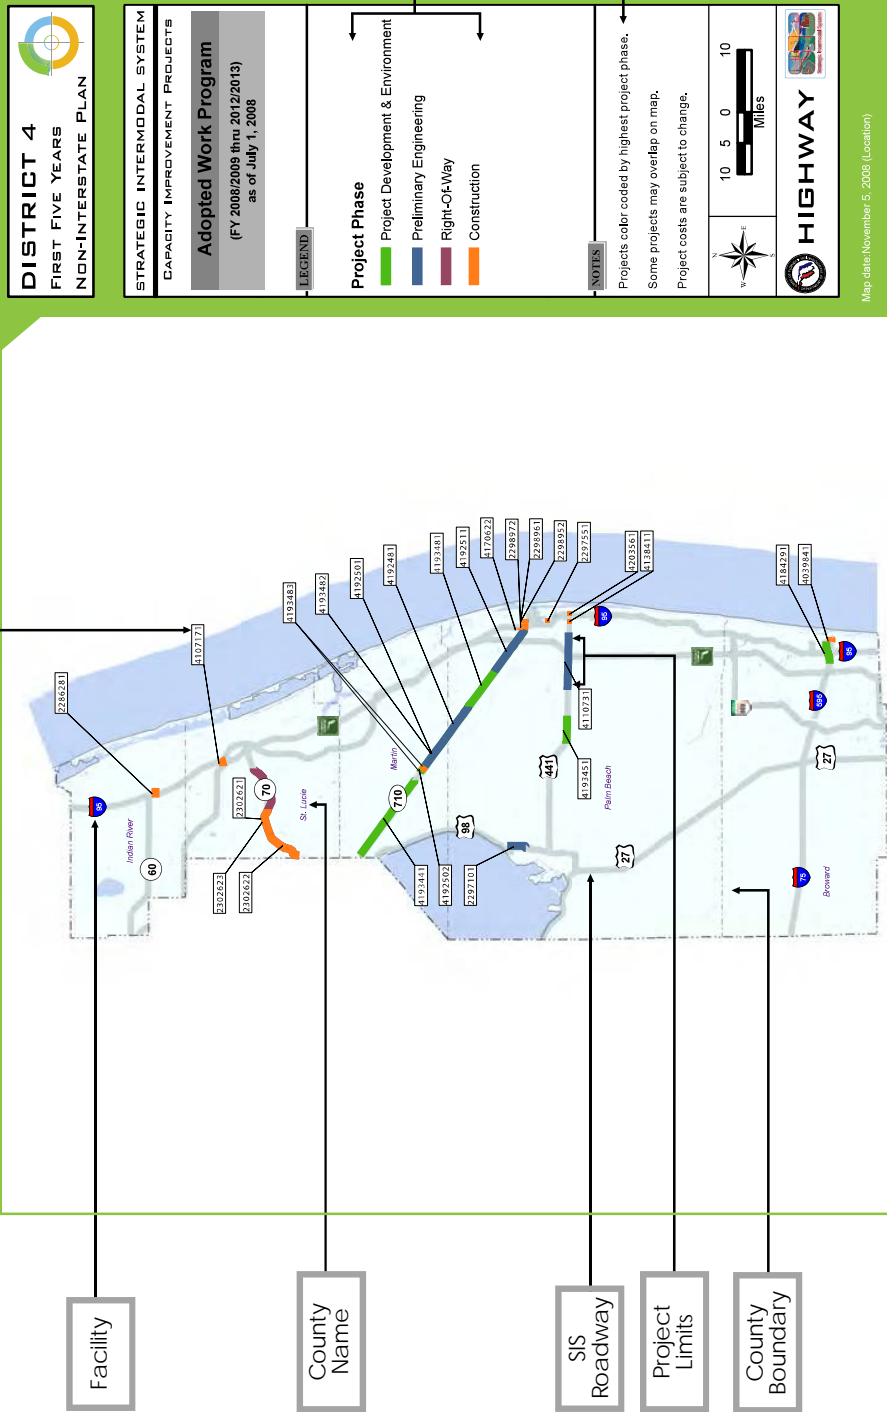 DISTRICT 4
FIRST FIVE YEARS
NON-INTERSTATE PLAN
STRATEGIC INTERMODAL SYSTEM
CAPACITY IMPROVEMENT PROJECTS
Adopted Work Program
(FY 2008/2009 thru 2012/2013)
as of July 1, 2008
LEGEND
Project Phase
Project Development & Environment
Preliminary Engineering
Right-Of-Way
Construction
NOTES
Projects color coded by highest project phase.
Some projects may overlap on map.
Project costs are subject to change.
N
W
E
S
10 5 0 10
Miles
HIGHWAY
Strategic Intermodal System
Map date:November 5, 2008 (Location)
2286281
4107171
4193483
4193482
4192501
4192481
4193481
4192511
4170622
2298972
2298961
2298952
2297551
4203561
4138411
4184291
4039841
95
Indian River
60
2302621
70
St. Lucie
2302623
2302622
Martin
710
4193441
4192502
2297101
98
441
4110731
4193451
Palm Beach
95
27
95
595
27
75
Broward
Facility
County
Name
SIS
Roadway
Project
Limits
County
Boundary